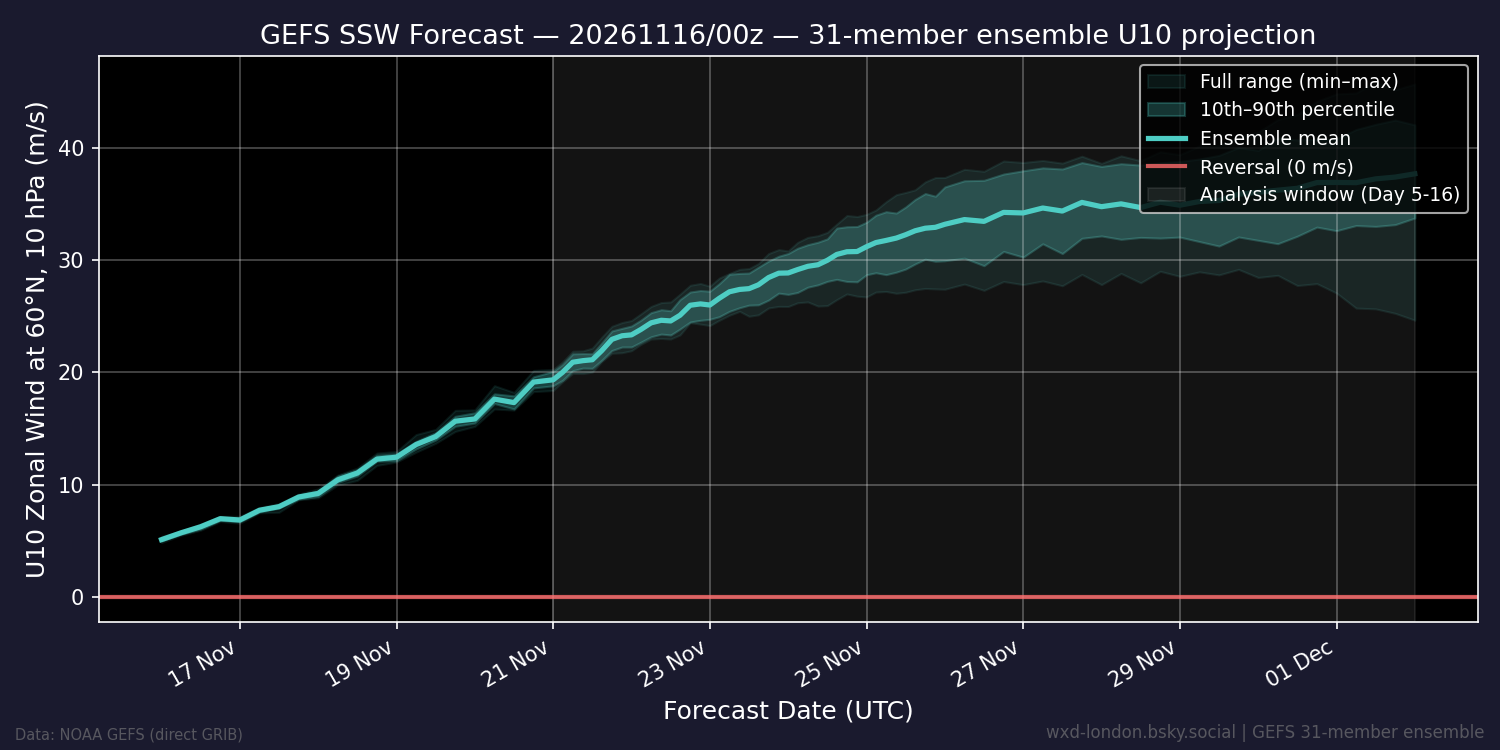 GEFS SSW Forecast — 20261116/00z — 31-member ensemble U10 projection
Full range (min–max)
10th–90th percentile
Ensemble mean
Reversal (0 m/s)
Analysis window (Day 5-16)
U10 Zonal Wind at 60°N, 10 hPa (m/s)
40
30
20
10
0
17 Nov
19 Nov
21 Nov
23 Nov
25 Nov
27 Nov
29 Nov
01 Dec
Forecast Date (UTC)
Data: NOAA GEFS (direct GRIB)
wxd-london.bsky.social | GEFS 31-member ensemble